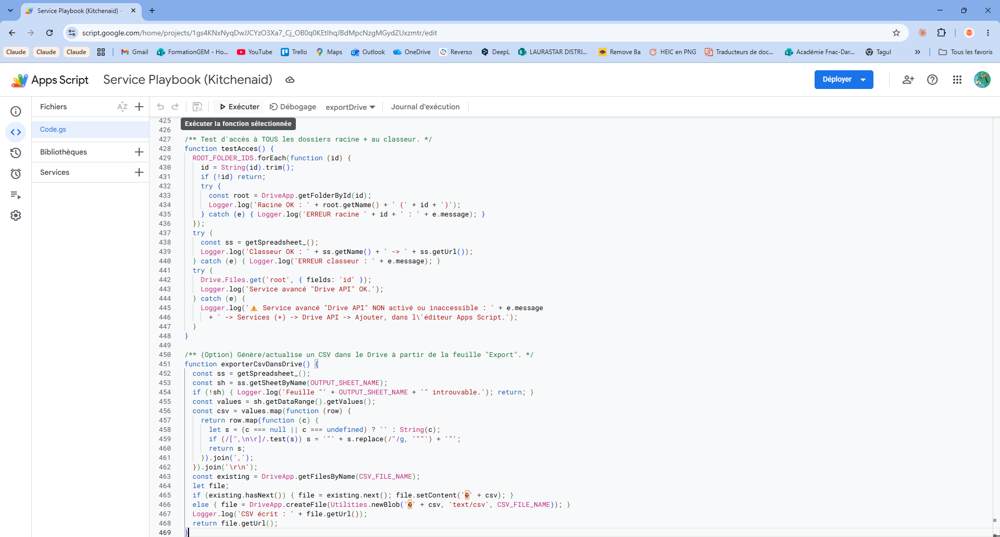 Service Playbook (Kitchenaid) -
script.google.com/home/projects/1gs4KNxNyqDwJJCYzO3Xa7_Cj_OB0q0KEtIhqJBdMpcNzgMGydZUxzmtr/edit
Claude Claude Claude Gmail FormationGEM - Ho... YouTube Trello Maps Outlook OneDrive Reverso DeepL LAURASTAR DISTRI... Remove Ba HEIC en PNG Traducteurs de doc... Académie Fnac-Dar... Tagul » Tous les favoris
Apps Script Service Playbook (Kitchenaid) Déployer
Fichiers AZ Exécuter Débogage exportDrive Journal d'exécution
Code.gs
Bibliothèques
Services
Exécuter la fonction sélectionnée
425
426
427 /** Test d'accès à TOUS les dossiers racine + au classeur. */
428 function testAcces() {
429 ROOT_FOLDER_IDS.forEach(function (id) {
430 id = String(id).trim();
431 if (!id) return;
432 try {
433 const root = DriveApp.getFolderById(id);
434 Logger.log('Racine OK : ' + root.getName() + ' (' + id + ')');
435 } catch (e) { Logger.log('ERREUR racine ' + id + ' : ' + e.message); }
436 });
437 try {
438 const ss = getSpreadsheet_();
439 Logger.log('Classeur OK : ' + ss.getName() + ' -> ' + ss.getUrl());
440 } catch (e) { Logger.log('ERREUR classeur : ' + e.message); }
441 try {
442 Drive.Files.get('root', { fields: 'id' });
443 Logger.log('Service avancé "Drive API" OK.');
444 } catch (e) {
445 Logger.log('⚠️ Service avancé "Drive API" NON activé ou inaccessible : ' + e.message
446 + ' -> Services (+) -> Drive API -> Ajouter, dans l\'éditeur Apps Script.');
447 }
448 }
449
450 /** (Option) Génère/actualise un CSV dans le Drive à partir de la feuille "Export". */
451 function exporterCsvDansDrive() {
452 const ss = getSpreadsheet_();
453 const sh = ss.getSheetByName(OUTPUT_SHEET_NAME);
454 if (!sh) { Logger.log('Feuille "' + OUTPUT_SHEET_NAME + '" introuvable.'); return; }
455 const values = sh.getDataRange().getValues();
456 const csv = values.map(function (row) {
457 return row.map(function (c) {
458 let s = (c === null || c === undefined) ? '' : String(c);
459 if (/[",\n\r]/.test(s)) s = '"' + s.replace(/"/g, '""') + '"';
460 return s;
461 }).join(',');
462 }).join('\r\n');
463 const existing = DriveApp.getFilesByName(CSV_FILE_NAME);
464 let file;
465 if (existing.hasNext()) { file = existing.next(); file.setContent('�' + csv); }
466 else { file = DriveApp.createFile(Utilities.newBlob('�' + csv, 'text/csv', CSV_FILE_NAME)); }
467 Logger.log('CSV écrit : ' + file.getUrl());
468 return file.getUrl();
469 }